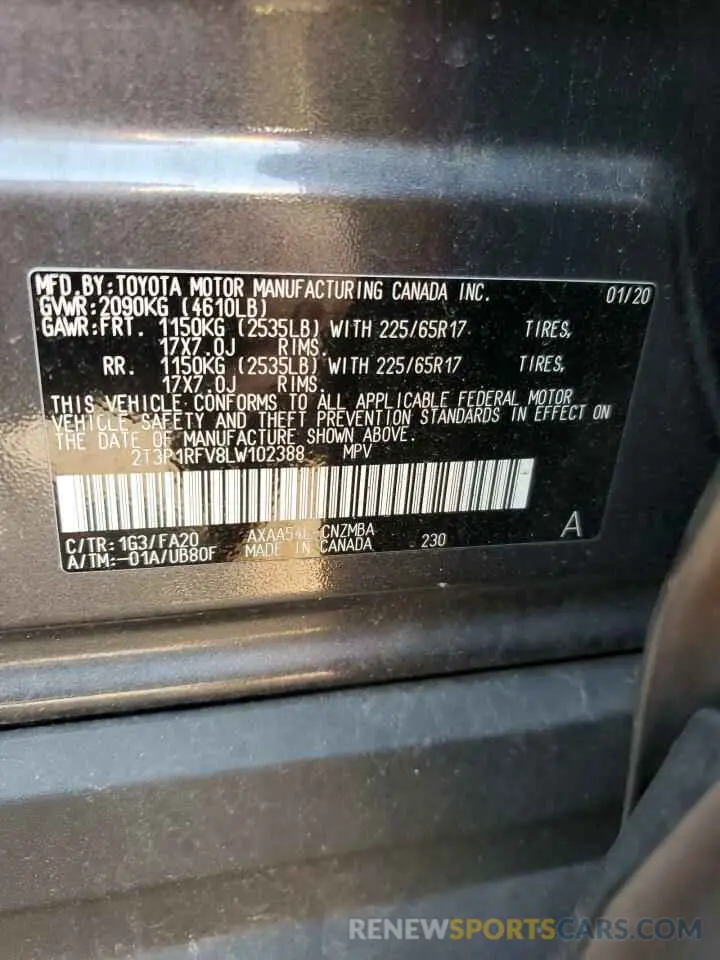 MFD.BY:TOYOTA MOTOR MANUFACTURING CANADA INC. 01/20
GVWR:2090KG (4610LB)
GAWR:FRT. 1150KG (2535LB) WITH 225/65R17 TIRES,
17X7.0J RIMS.
RR. 1150KG (2535LB) WITH 225/65R17 TIRES,
17X7.0J RIMS.
THIS VEHICLE CONFORMS TO ALL APPLICABLE FEDERAL MOTOR
VEHICLE SAFETY AND THEFT PREVENTION STANDARDS IN EFFECT ON
THE DATE OF MANUFACTURE SHOWN ABOVE.
2T3P1RFV8LW102388 MPV
C/TR:1G3/FA20 AXAA54L-CNZMBA A
A/TM:-01A/UB80F MADE IN CANADA 230
RENEWSPORTSCARS.COM